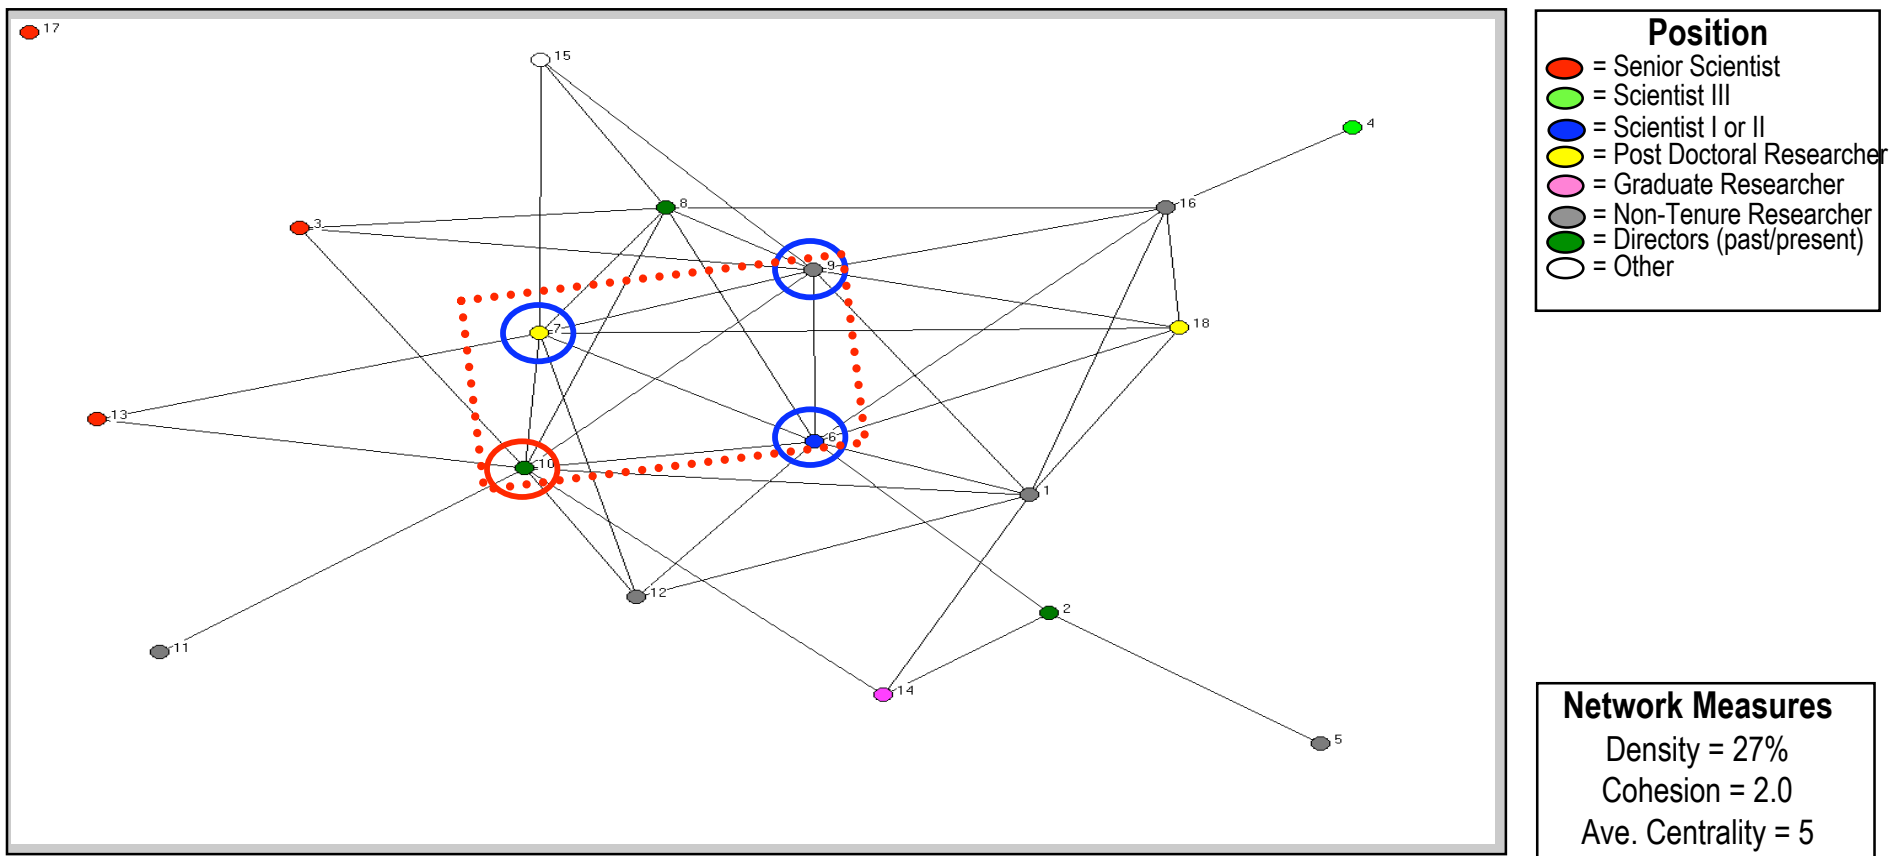 17
15
4
3
8
16
9
7
18
13
10
6
1
12
2
11
14
5
Position
= Senior Scientist
= Scientist III
= Scientist I or II
= Post Doctoral Researcher
= Graduate Researcher
= Non-Tenure Researcher
= Directors (past/present)
= Other
Network Measures
Density = 27%
Cohesion = 2.0
Ave. Centrality = 5